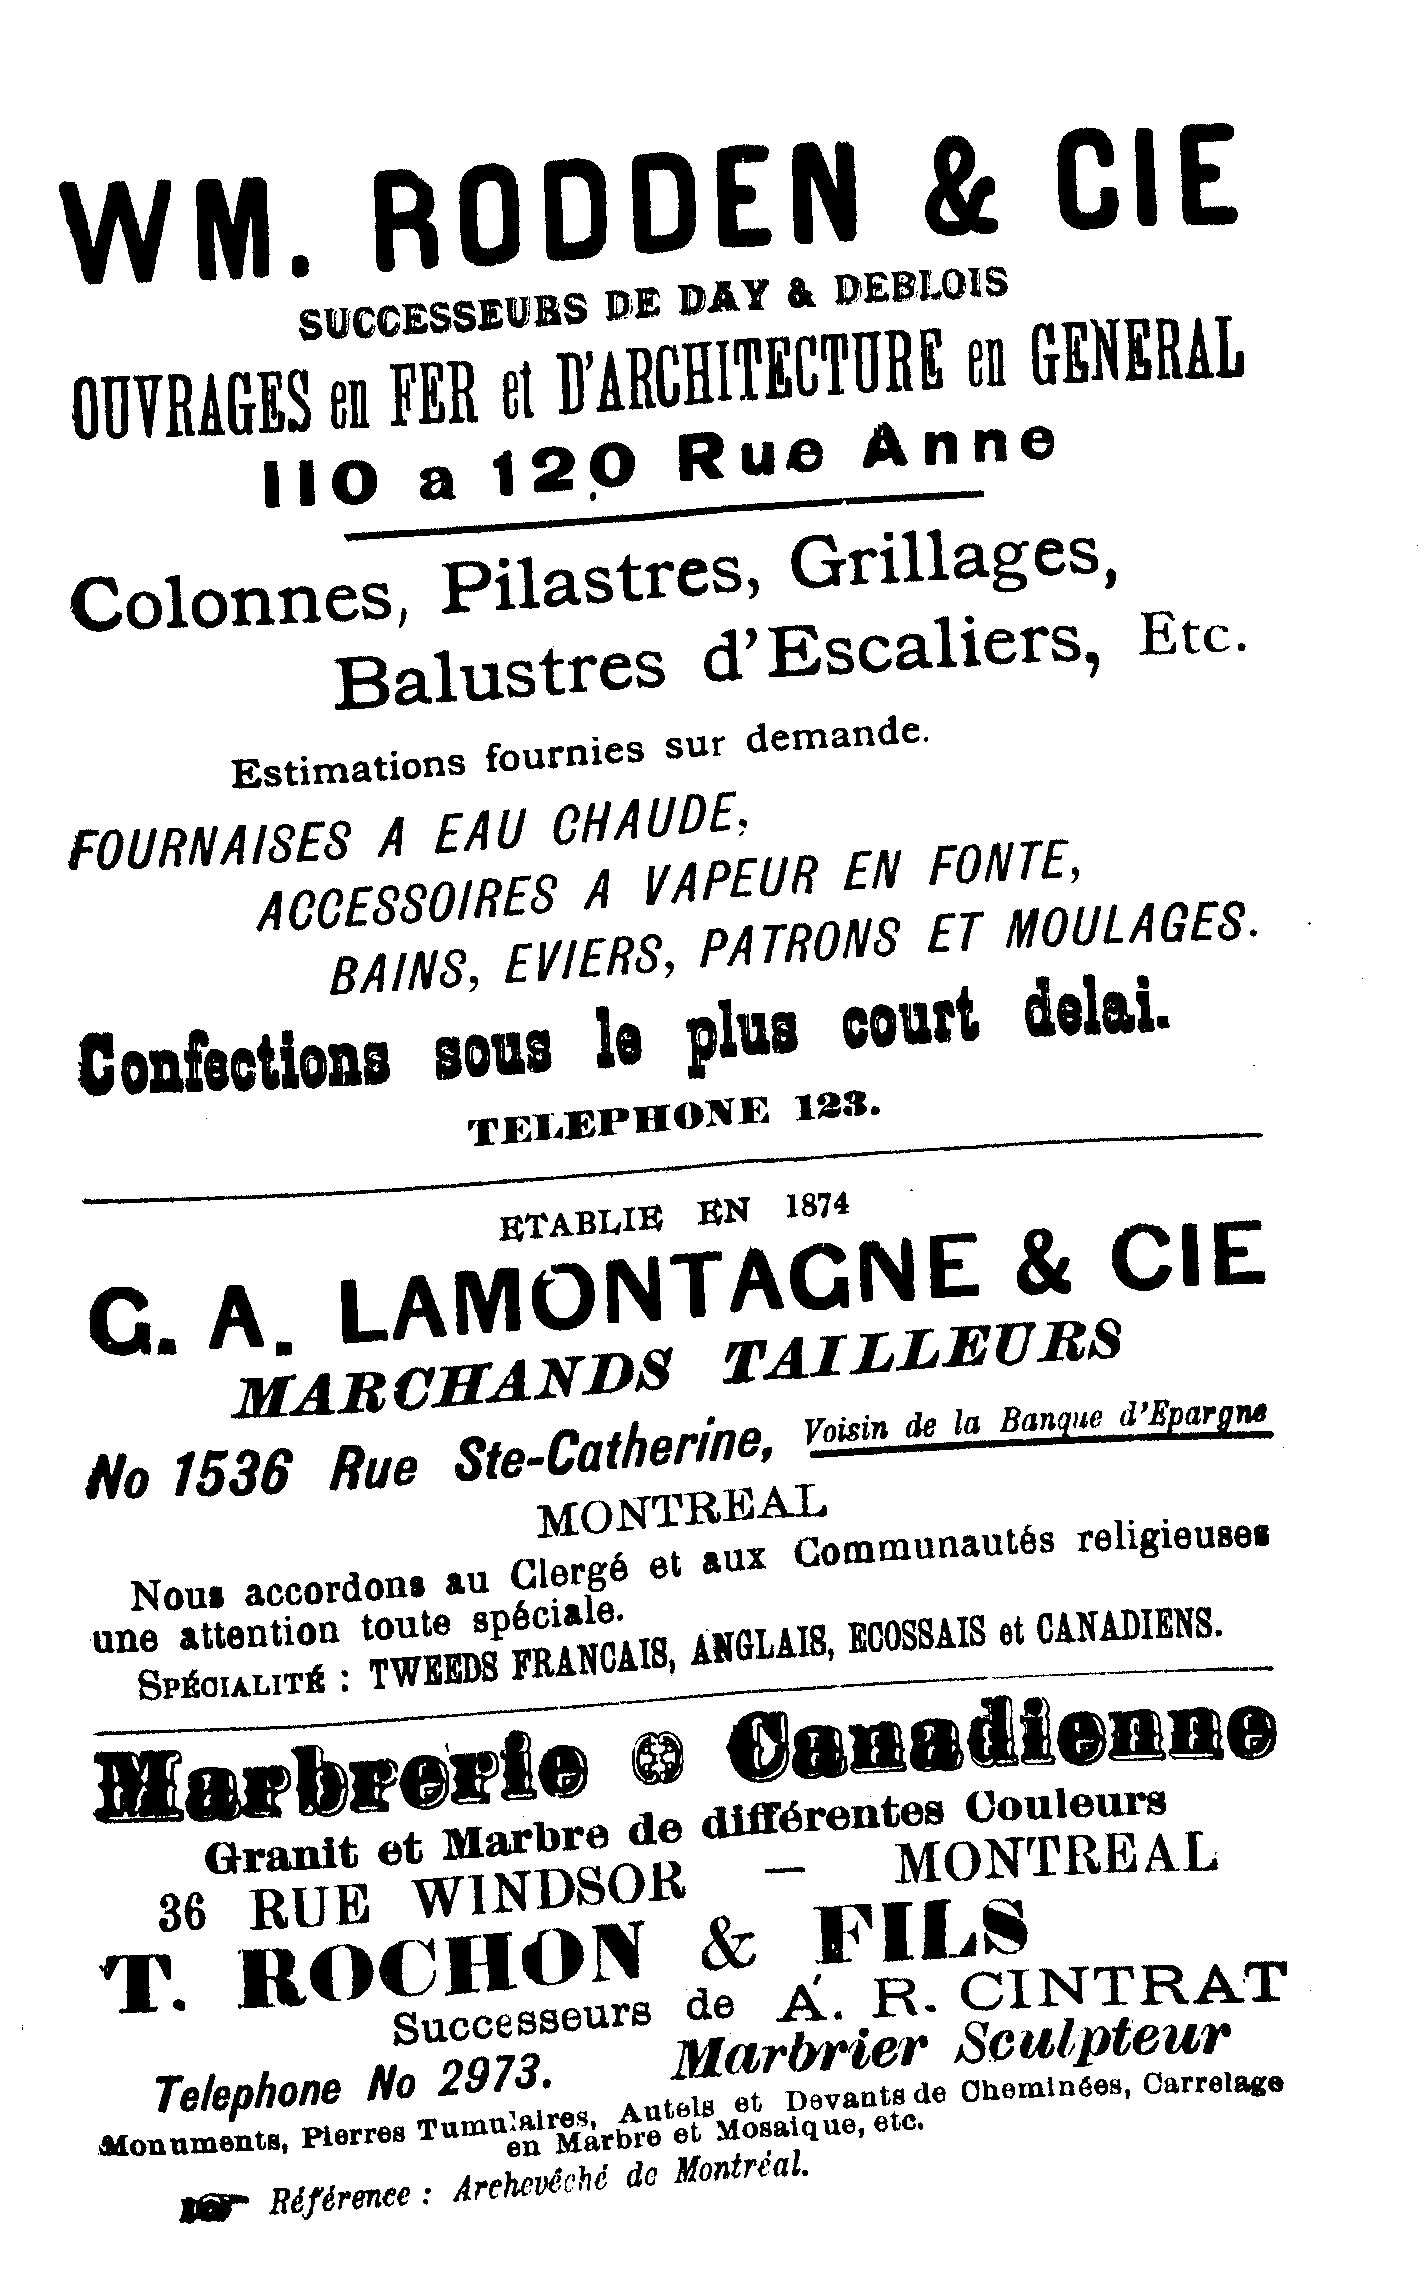 WM. RODDEN & CIE
SUCCESSEURS DE DAY & DEBLOIS
OUVRAGES en FER et D'ARCHITECTURE en GENERAL
110 a 120 Rue Anne
Colonnes, Pilastres, Grillages,
Balustres d'Escaliers, Etc.
Estimations fournies sur demande.
FOURNAISES A EAU CHAUDE,
ACCESSOIRES A VAPEUR EN FONTE,
BAINS, EVIERS, PATRONS ET MOULAGES.
Confections sous le plus court delai.
TELEPHONE 123.
ETABLIE EN 1874
G. A. LAMONTAGNE & CIE
MARCHANDS TAILLEURS
No 1536 Rue Ste-Catherine, Voisin de la Banque d'Epargne
MONTREAL
Nous accordons au Clergé et aux Communautés religieuses
une attention toute spéciale.
SPÉCIALITÉ : TWEEDS FRANCAIS, ANGLAIS, ECOSSAIS et CANADIENS.
Marbrerie Canadienne
Granit et Marbre de différentes Couleurs
36 RUE WINDSOR — MONTREAL
T. ROCHON & FILS
Successeurs de A. R. CINTRAT
Telephone No 2973. Marbrier Sculpteur
Monuments, Pierres Tumulaires, Autels et Devants de Cheminées, Carrelage
en Marbre et Mosaique, etc.
Référence : Archevêché de Montréal.